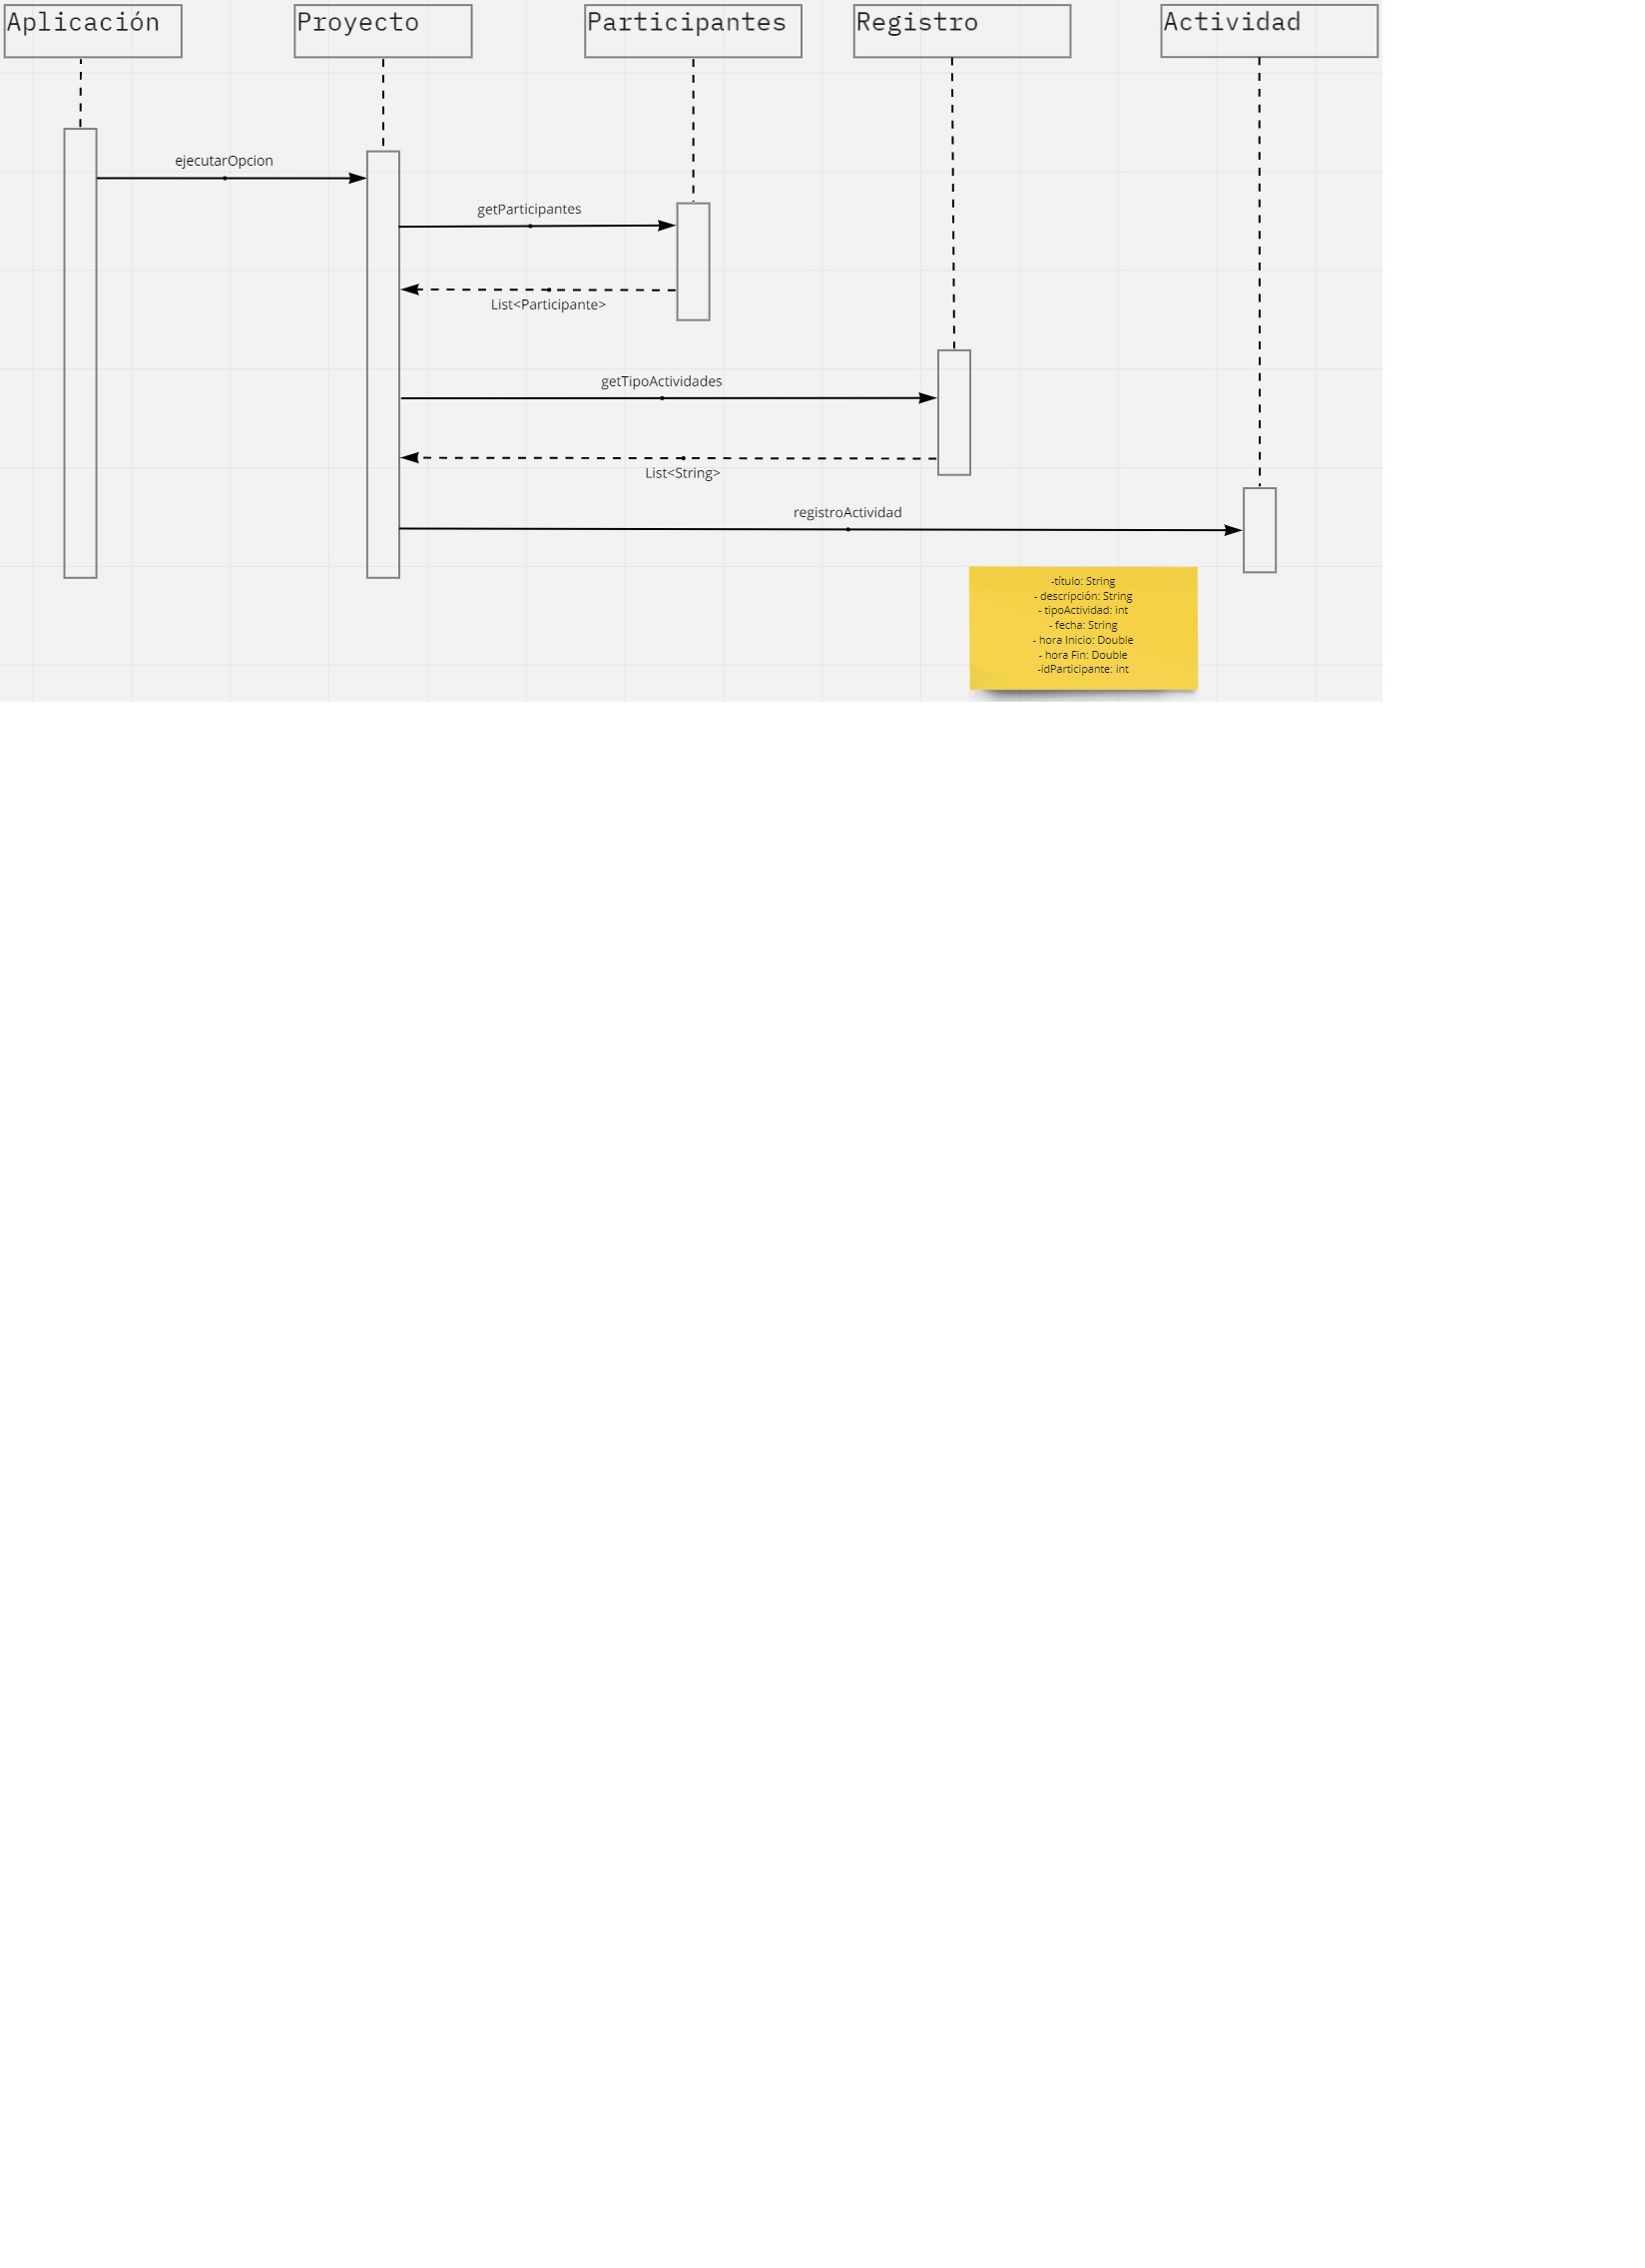 Aplicación
Proyecto
Participantes
Registro
Actividad
ejecutarOpcion
getParticipantes
List<Participante>
getTipoActividades
List<String>
registroActividad
-título: String
- descripción: String
- tipoActividad: int
- fecha: String
- hora Inicio: Double
- hora Fin: Double
-idParticipante: int